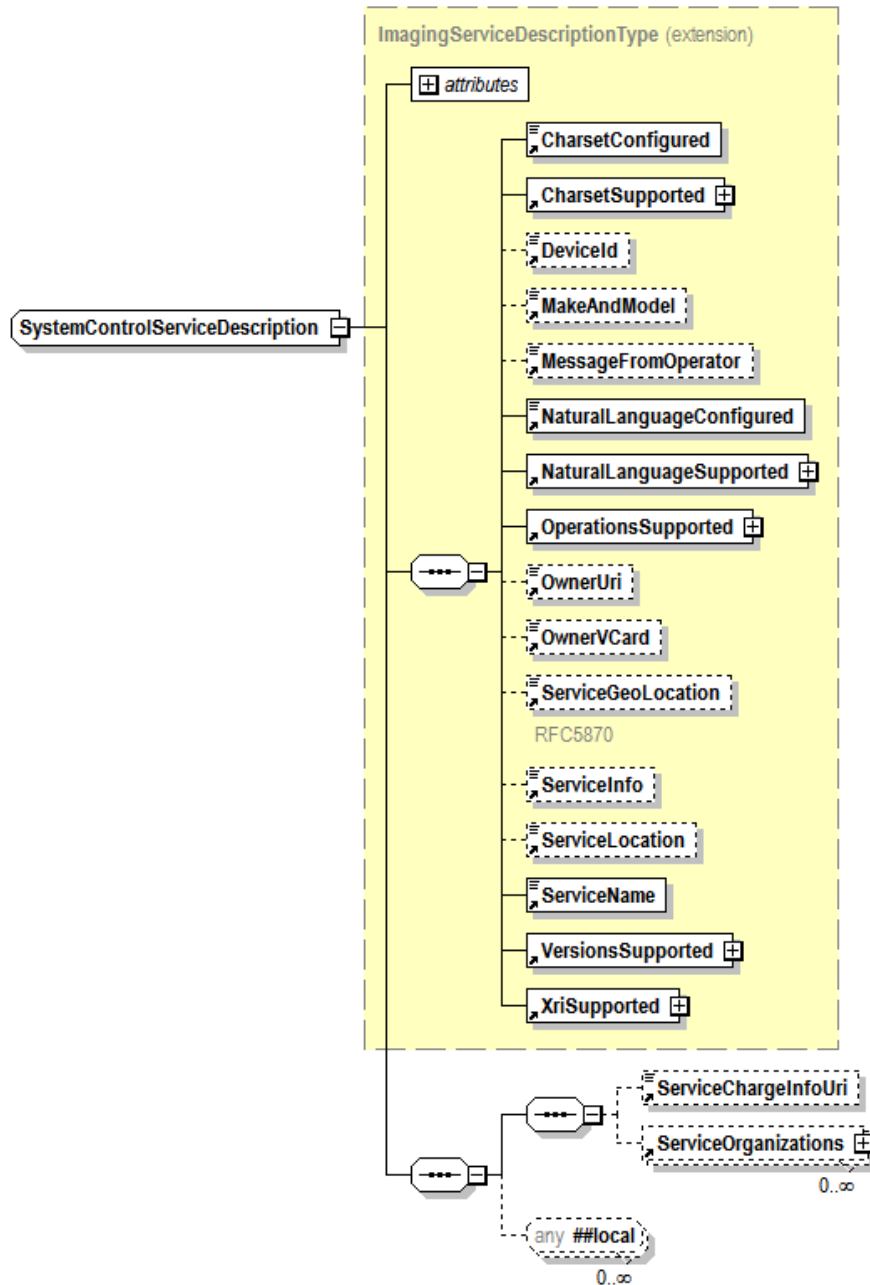 ImagingServiceDescriptionType (extension)
attributes
CharsetConfigured
CharsetSupported
DeviceId
MakeAndModel
SystemControlServiceDescription
MessageFromOperator
NaturalLanguageConfigured
NaturalLanguageSupported
OperationsSupported
OwnerUri
OwnerVCard
ServiceGeoLocation
RFC5870
ServiceInfo
ServiceLocation
ServiceName
VersionsSupported
XriSupported
ServiceChargeInfoUri
ServiceOrganizations
0..∞
any ##local
0..∞